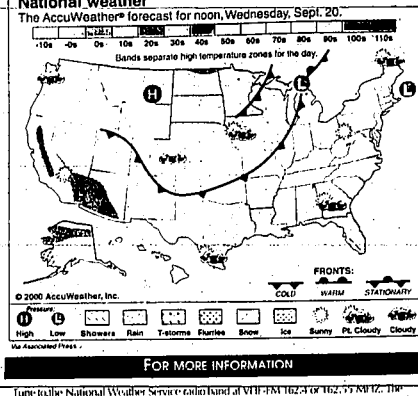 National weather
The AccuWeather® forecast for noon, Wednesday, Sept. 20.
-10s -0s 0s 10s 20s 30s 40s 50s 60s 70s 80s 90s 100s 110s
Bands separate high temperature zones for the day.
H
L
L
FRONTS:
COLD WARM STATIONARY
© 2000 AccuWeather, Inc.
Pressure:
H L
High Low Showers Rain T-storms Flurries Snow Ice Sunny Pt. Cloudy Cloudy
Via Associated Press
FOR MORE INFORMATION
Tune to the National Weather Service radio band at VHF-FM 162.4 or 162.55 MHZ. The